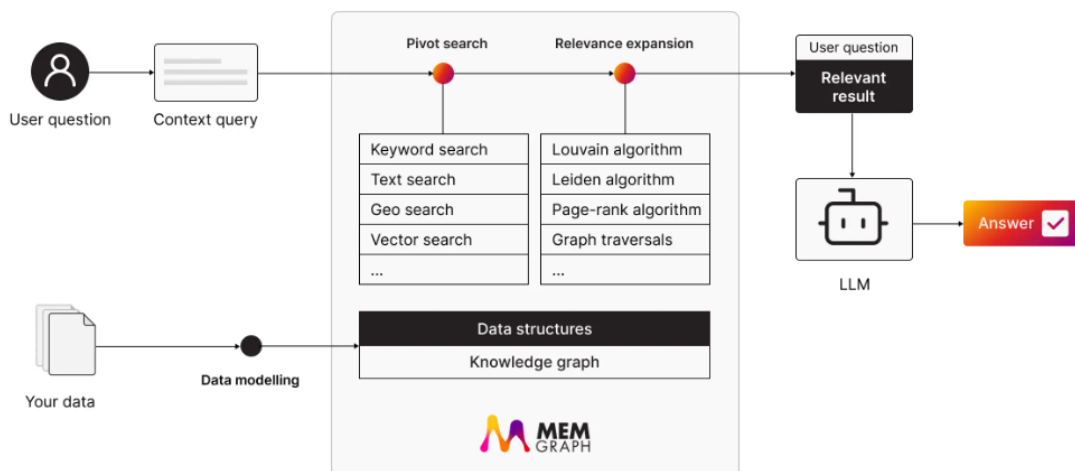 Pivot search
Relevance expansion
User question
Context query
User question
Relevant
result
Keyword search
Text search
Geo search
Vector search
...
Louvain algorithm
Leiden algorithm
Page-rank algorithm
Graph traversals
...
LLM
Answer
Your data
Data modelling
Data structures
Knowledge graph
MEM
GRAPH